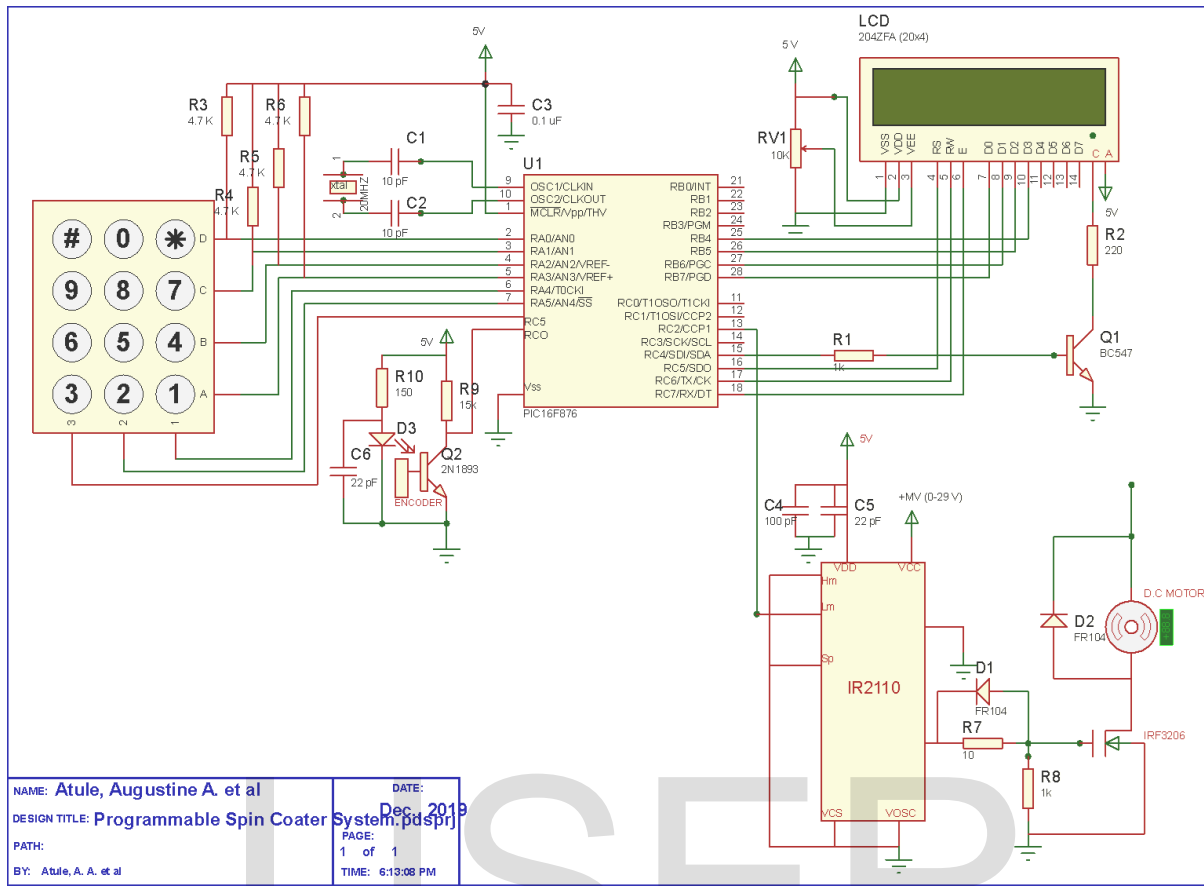 LCD
204ZFA (20x4)
5V
5 V
R3
4.7 K
R6
4.7 K
C3
0.1 uF
RV1
10K
VSS
VDD
VEE
RS
RW
E
D0
D1
D2
D3
D4
D5
D6
D7
C
A
1
2
3
4
5
6
7
8
9
10
11
12
13
14
5V
R5
4.7 K
R4
4.7 K
C1
10 pF
1
xtal
20MHZ
2
C2
10 pF
U1
9
OSC1/CLKIN
10
OSC2/CLKOUT
1
MCLR/Vpp/THV
2
RA0/AN0
3
RA1/AN1
4
RA2/AN2/VREF-
5
RA3/AN3/VREF+
6
RA4/T0CKI
7
RA5/AN4/SS
RC5
RCO
Vss
RB0/INT
21
RB1
22
RB2
23
RB3/PGM
24
RB4
25
RB5
26
RB6/PGC
27
RB7/PGD
28
RC0/T1OSO/T1CKI
11
RC1/T1OSI/CCP2
12
RC2/CCP1
13
RC3/SCK/SCL
14
RC4/SDI/SDA
15
RC5/SDO
16
RC6/TX/CK
17
RC7/RX/DT
18
PIC16F876
# 0 * D
9 8 7 C
6 5 4 B
3 2 1 A
3 2 1
R2
220
R1
1k
Q1
BC547
5V
R10
150
R9
15k
D3
C6
22 pF
Q2
2N1893
ENCODER
5V
C4
100 pF
C5
22 pF
+MV (0-29 V)
VDD
VCC
Hm
Lm
Sp
IR2110
VCS
VOSC
D1
FR104
R7
10
R8
1k
D2
FR104
D.C MOTOR
+88.8
IRF3206
NAME: Atule, Augustine A. et al
DESIGN TITLE: Programmable Spin Coater System.pdsprj
PATH:
BY: Atule, A. A. et al
DATE:
Dec., 2019
PAGE:
1 of 1
TIME: 6:13:08 PM
IJSER